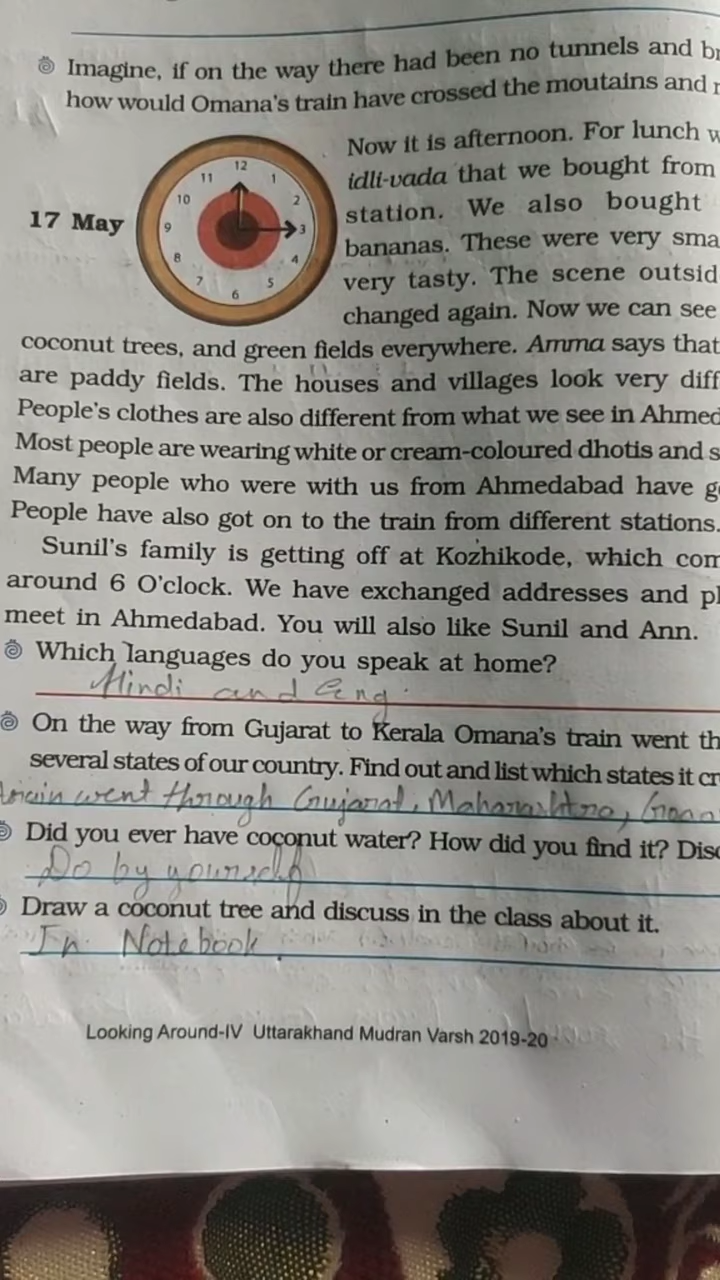 Imagine, if on the way there had been no tunnels and br
how would Omana's train have crossed the moutains and r
Now it is afternoon. For lunch w
idli-vada that we bought from
17 May
station. We also bought
bananas. These were very sma
very tasty. The scene outsid
changed again. Now we can see
12
11
1
10
2
9
3
8
4
7
5
6
coconut trees, and green fields everywhere. Amma says that
are paddy fields. The houses and villages look very diff
People's clothes are also different from what we see in Ahmed
Most people are wearing white or cream-coloured dhotis and s
Many people who were with us from Ahmedabad have g
People have also got on to the train from different stations.
Sunil's family is getting off at Kozhikode, which com
around 6 O'clock. We have exchanged addresses and pl
meet in Ahmedabad. You will also like Sunil and Ann.
Which languages do you speak at home?
Hindi and Eng.
On the way from Gujarat to Kerala Omana's train went th
several states of our country. Find out and list which states it cr
train went through Gujarat, Maharashtra, Goa
Did you ever have coconut water? How did you find it? Disc
Do by yourself
Draw a coconut tree and discuss in the class about it.
In Notebook.
Looking Around-IV Uttarakhand Mudran Varsh 2019-20